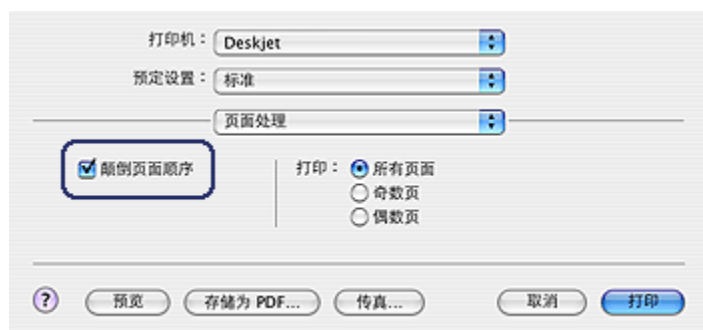 打印机： Deskjet
预定设置： 标准
页面处理
颠倒页面顺序 打印： 所有页面
奇数页
偶数页
? 预览 存储为 PDF... 传真... 取消 打印